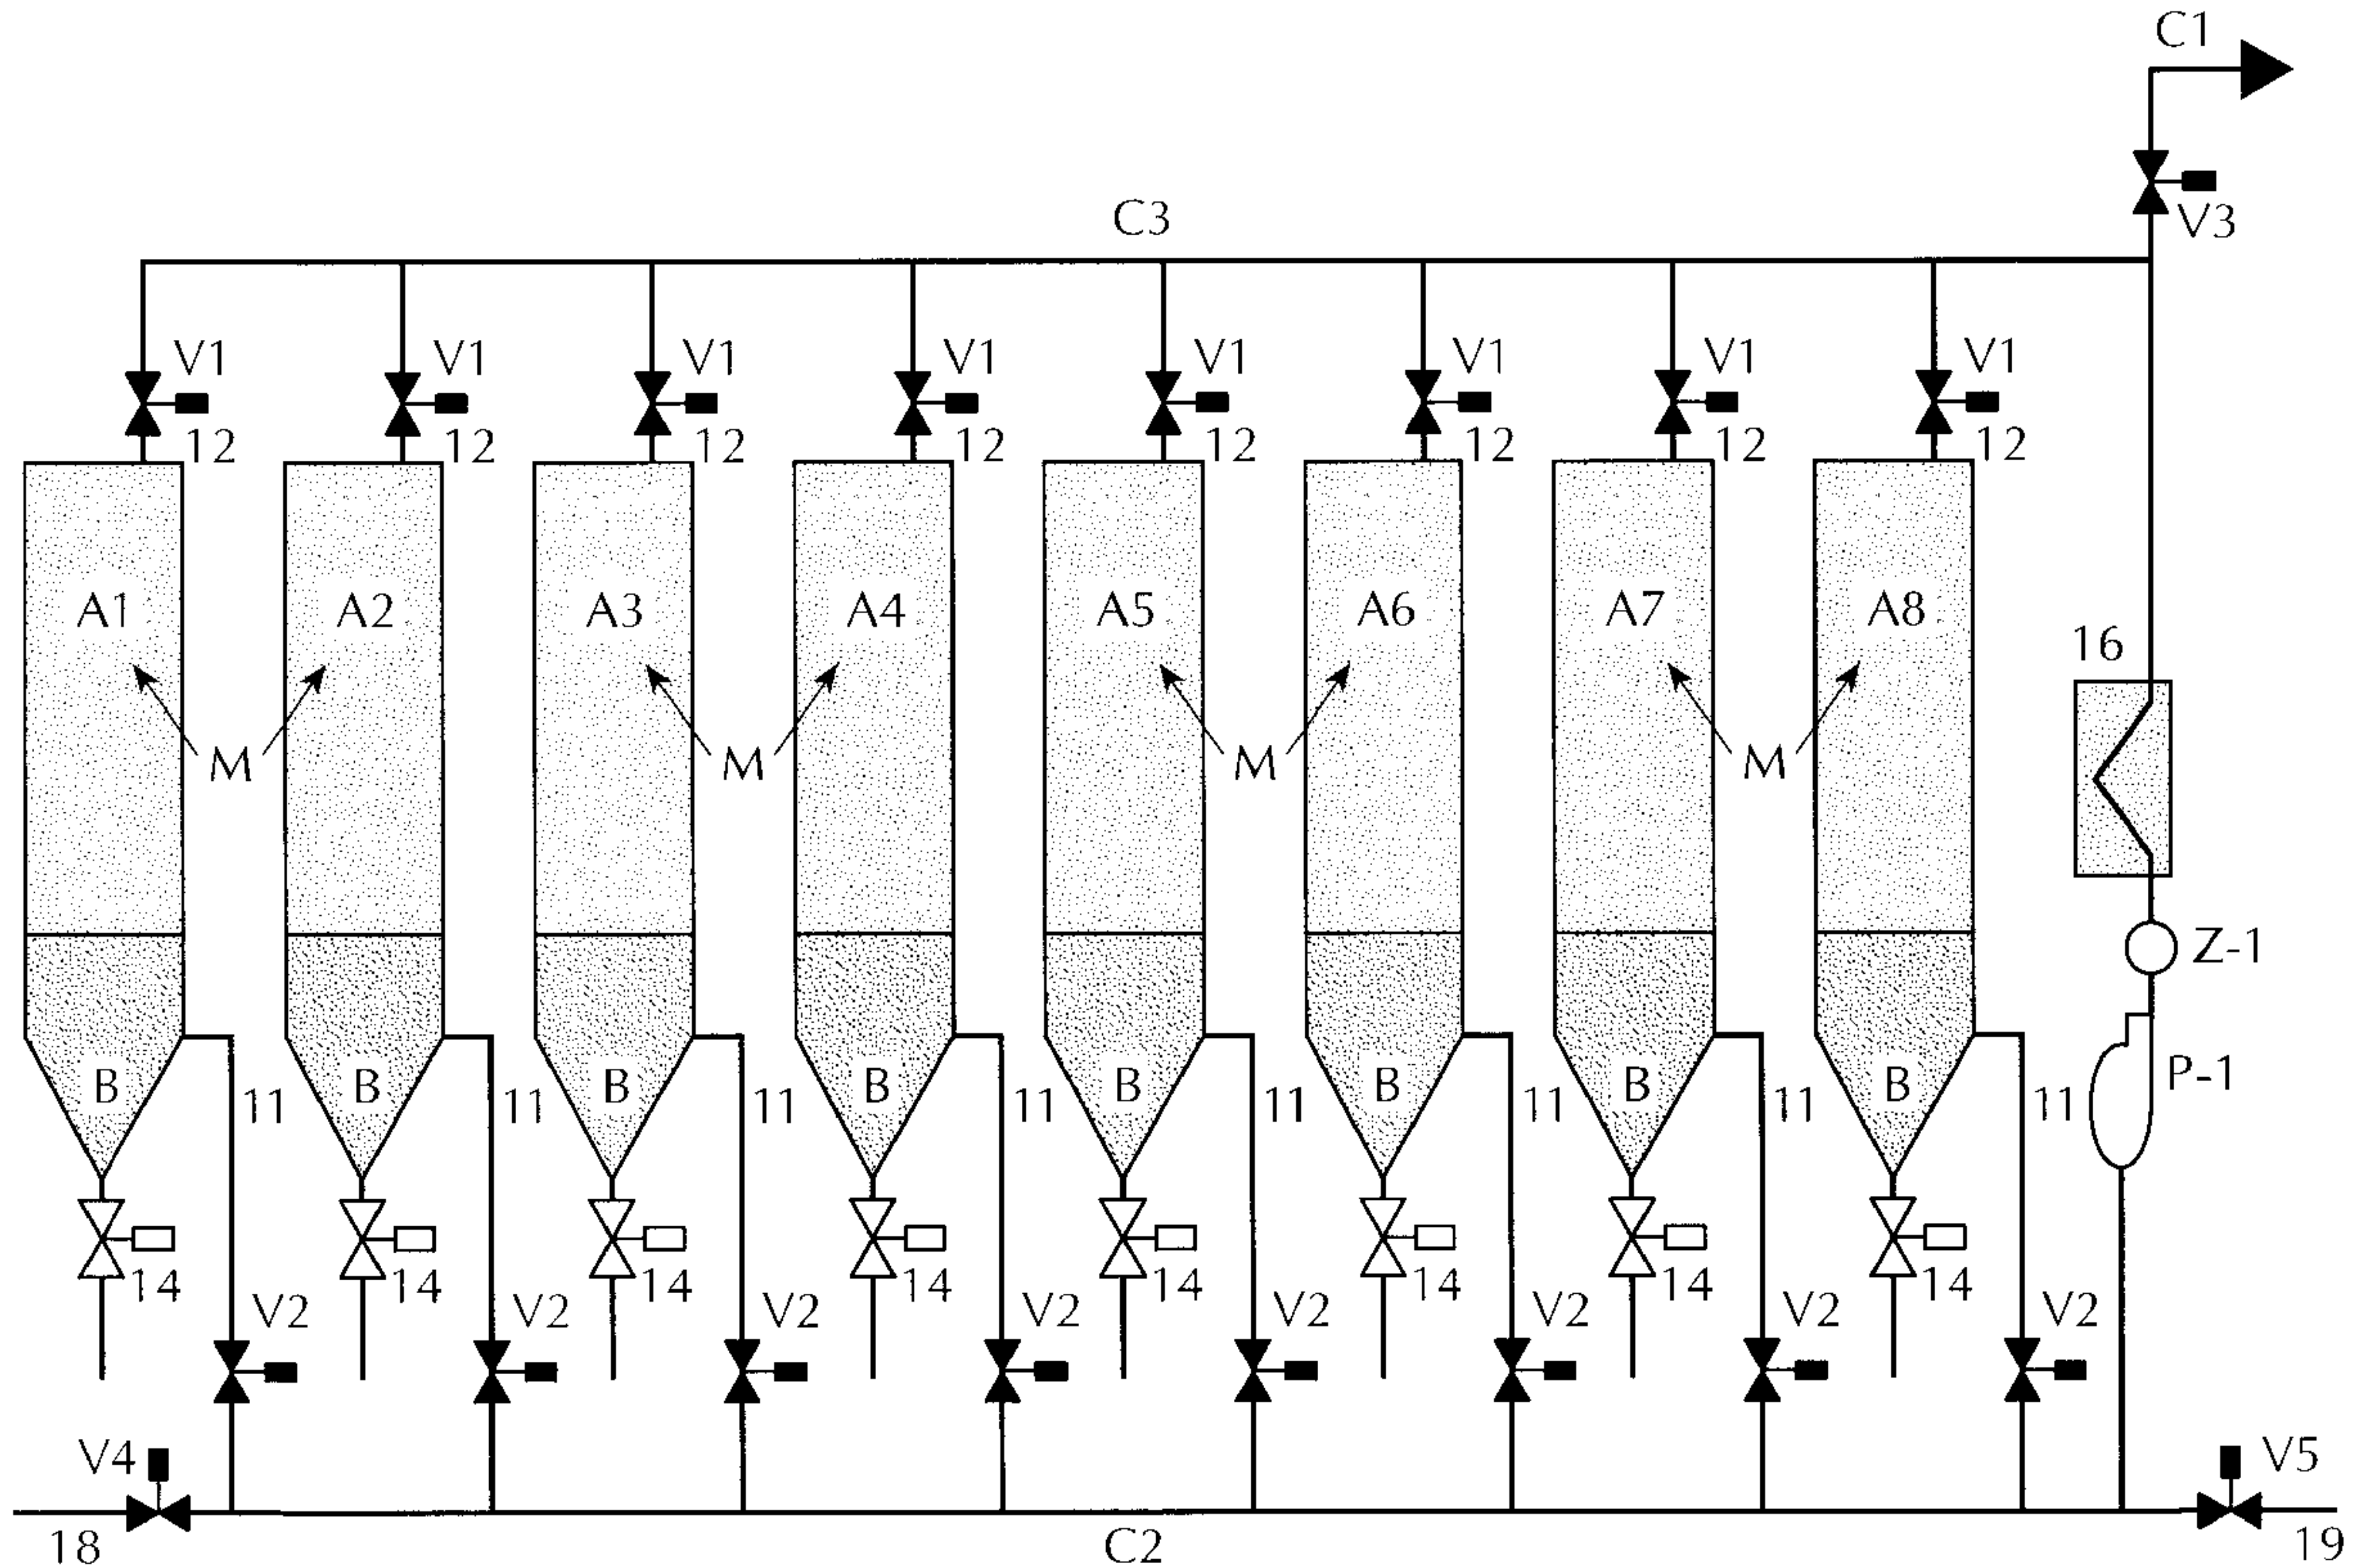 C1
V3
C3
V1 V1 V1 V1 V1 V1 V1 V1
12 12 12 12 12 12 12 12
A1 A2 A3 A4 A5 A6 A7 A8
16
M M M M
Z-1
P-1
B B B B B B B B
11 11 11 11 11 11 11 11
14 14 14 14 14 14 14 14
V2 V2 V2 V2 V2 V2 V2 V2
V4 V5
18 C2 19